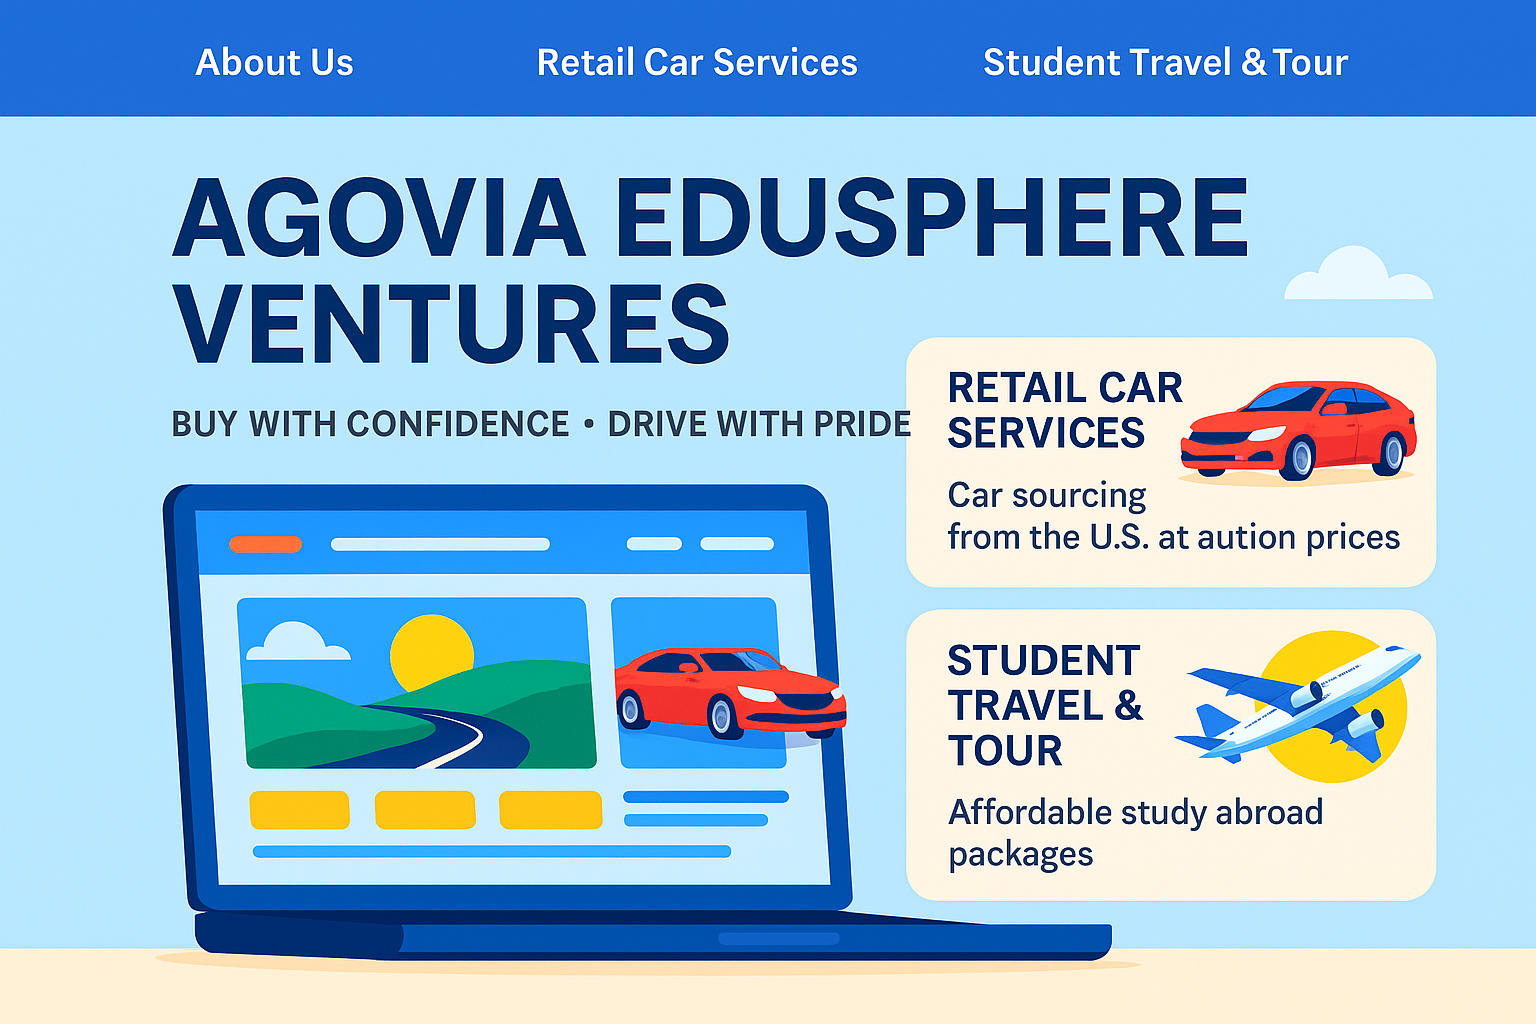 About Us
Retail Car Services
Student Travel & Tour
AGOVIA EDUSPHERE
VENTURES
BUY WITH CONFIDENCE • DRIVE WITH PRIDE
RETAIL CAR
SERVICES
Car sourcing
from the U.S. at aution prices
STUDENT
TRAVEL &
TOUR
Affordable study abroad
packages